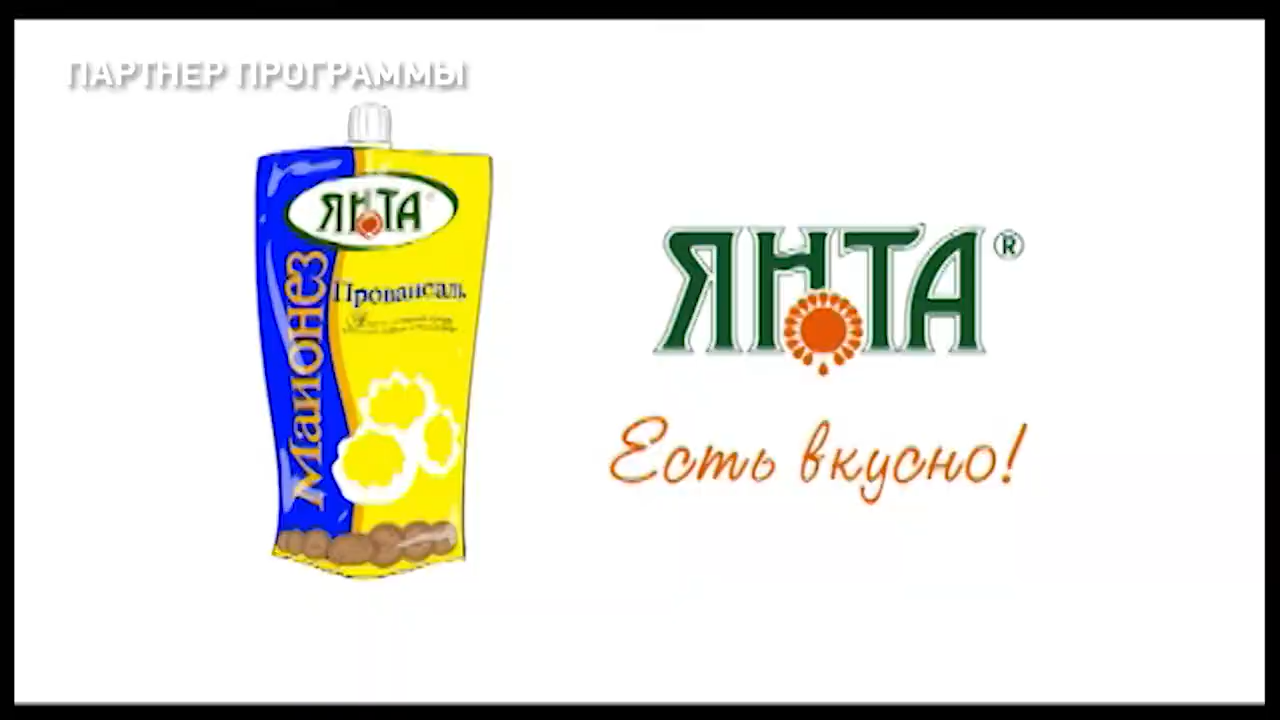 ПАРТНЕР ПРОГРАММЫ
ЯНТА
Провансаль
Майонез
ЯНТА®
Есть вкусно!